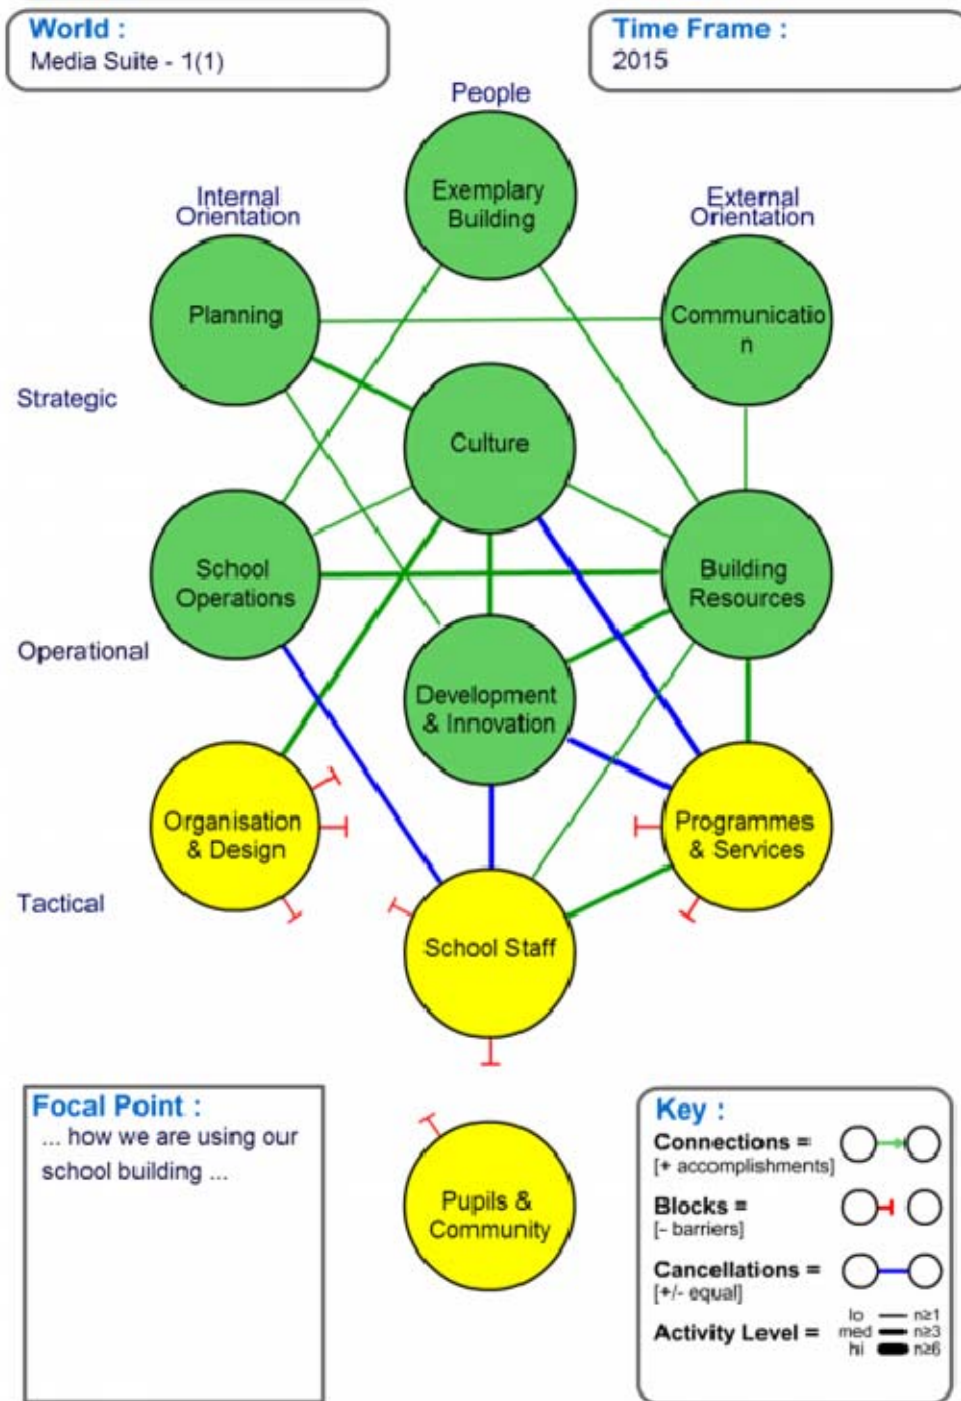 World :
Media Suite - 1(1)
Time Frame :
2015
People
Internal
Orientation
External
Orientation
Exemplary
Building
Planning
Communicatio
n
Strategic
Culture
School
Operations
Building
Resources
Operational
Development
& Innovation
Organisation
& Design
Programmes
& Services
Tactical
School Staff
Pupils &
Community
Focal Point :
... how we are using our
school building ...
Key :
Connections =
[+ accomplishments]
Blocks =
[- barriers]
Cancellations =
[+/- equal]
Activity Level =
lo n≥1
med n≥3
hi n≥6